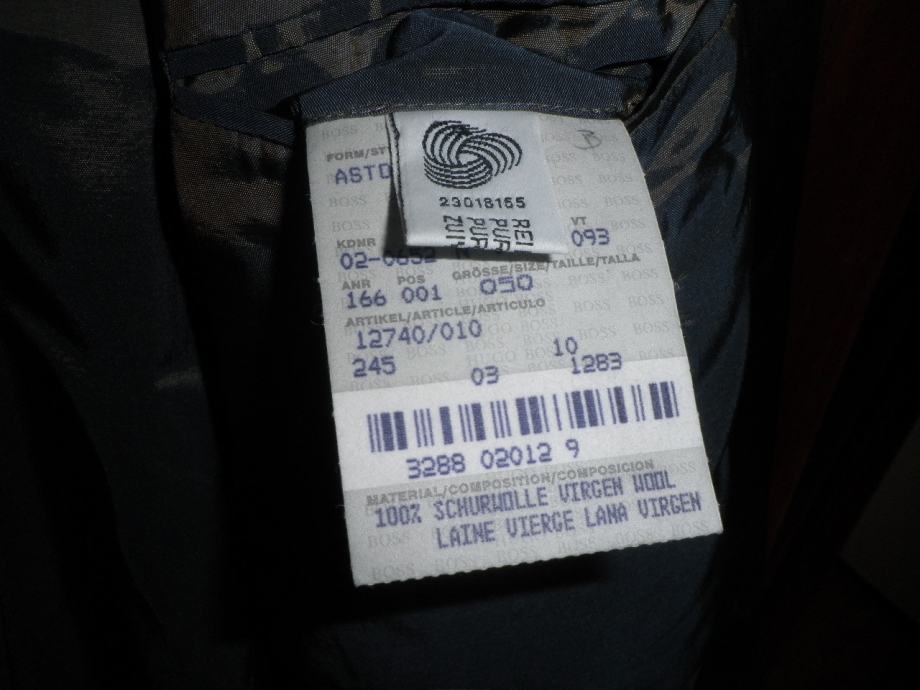 FORM/ST
ASTO
23018155
REI
PUR
PUR
VT
093
KDNR
02-0652
ANR POS GRÖSSE/SIZE/TAILLE/TALLA
166 001 050
ARTIKEL/ARTICLE/ARTICULO
12740/010
245 10
03 1283
3288 02012 9
MATERIAL/COMPOSITION/COMPOSICION
100% SCHURWOLLE VIRGEN WOOL
LAINE VIERGE LANA VIRGEN